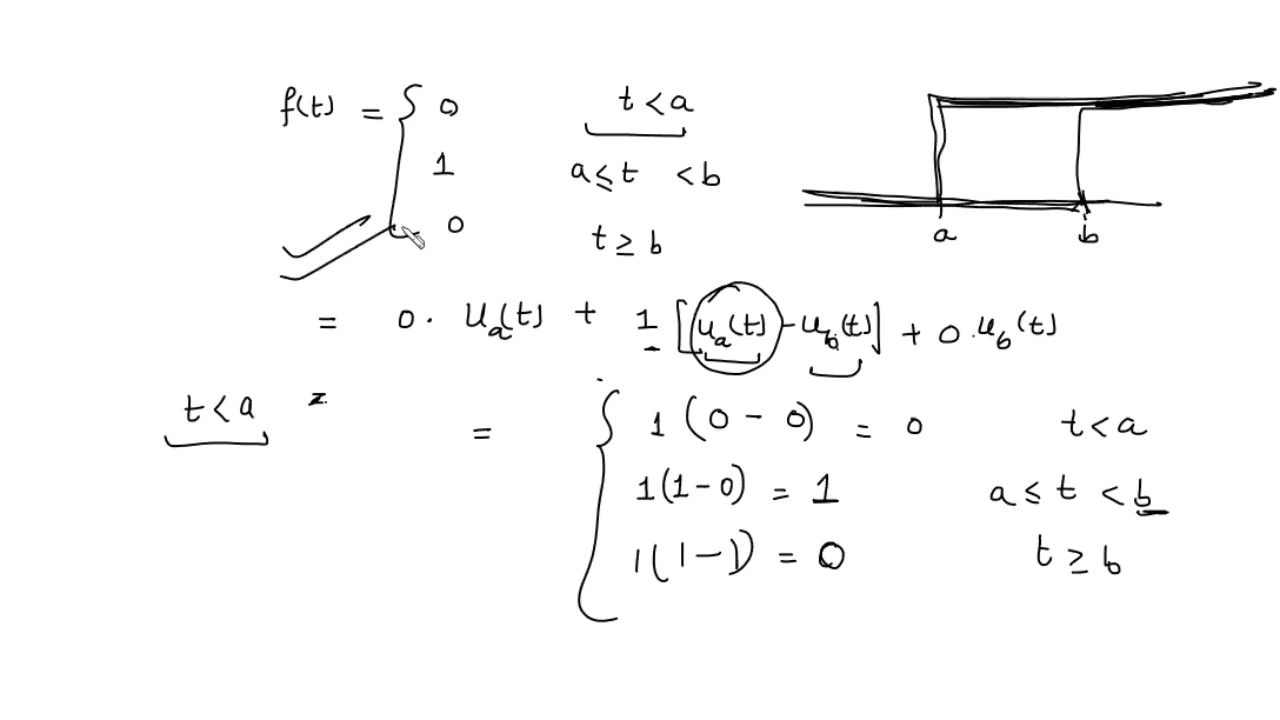 f(t) = { 0 t < a
1 a ≤ t < b
0 t ≥ b
a b
= 0. u_a(t) + 1 [u_a(t) - u_b(t)] + 0. u_b(t)
t < a
= { 1(0 - 0) = 0 t < a
1(1 - 0) = 1 a ≤ t < b
1(1 - 1) = 0 t ≥ b